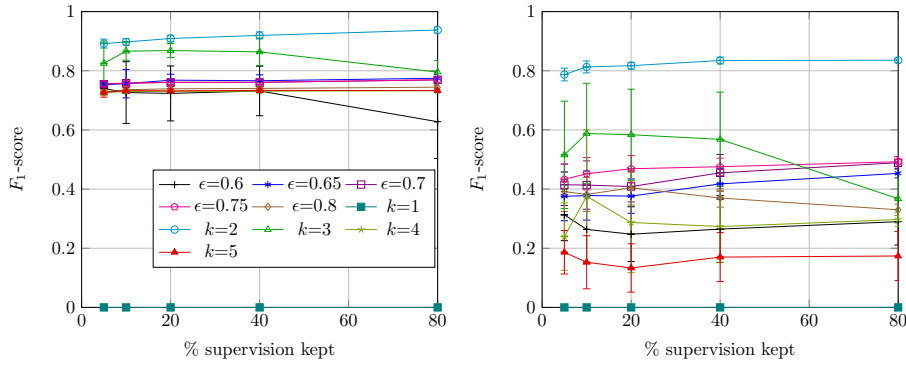 1
0.8
0.6
0.4
0.2
0
F₁-score
ϵ=0.6 ϵ=0.65 ϵ=0.7
ϵ=0.75 ϵ=0.8 k=1
k=2 k=3 k=4
k=5
0 20 40 60 80
% supervision kept
1
0.8
0.6
0.4
0.2
0
F₁-score
0 20 40 60 80
% supervision kept